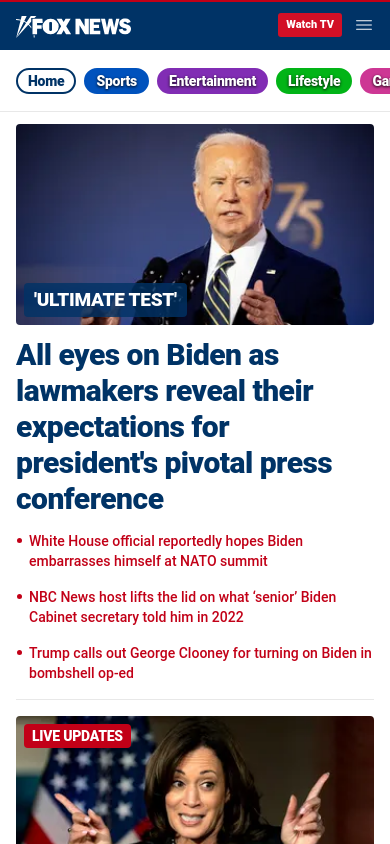 FOX NEWS
Watch TV
Home
Sports
Entertainment
Lifestyle
Ga
75
'ULTIMATE TEST'
All eyes on Biden as
lawmakers reveal their
expectations for
president's pivotal press
conference
• White House official reportedly hopes Biden
embarrasses himself at NATO summit
• NBC News host lifts the lid on what ‘senior’ Biden
Cabinet secretary told him in 2022
• Trump calls out George Clooney for turning on Biden in
bombshell op-ed
LIVE UPDATES